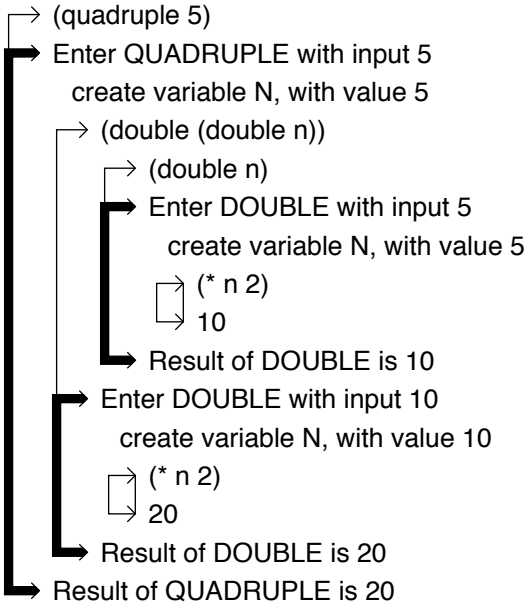 (quadruple 5)
Enter QUADRUPLE with input 5
create variable N, with value 5
(double (double n))
(double n)
Enter DOUBLE with input 5
create variable N, with value 5
(* n 2)
10
Result of DOUBLE is 10
Enter DOUBLE with input 10
create variable N, with value 10
(* n 2)
20
Result of DOUBLE is 20
Result of QUADRUPLE is 20